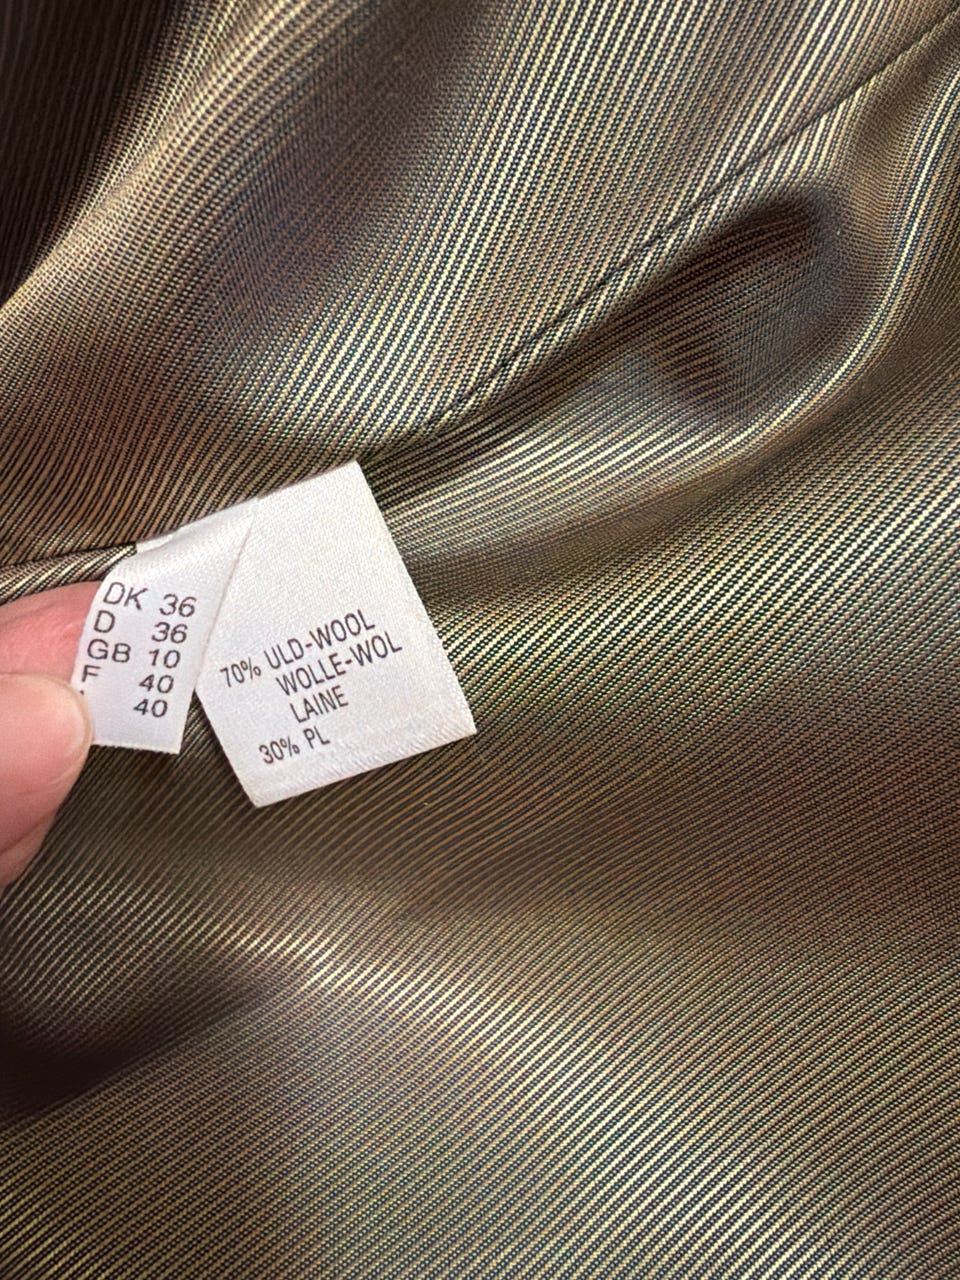 DK 36
D 36
GB 10
F 40
40
70% ULD-WOOL
WOLLE-WOL
LAINE
30% PL